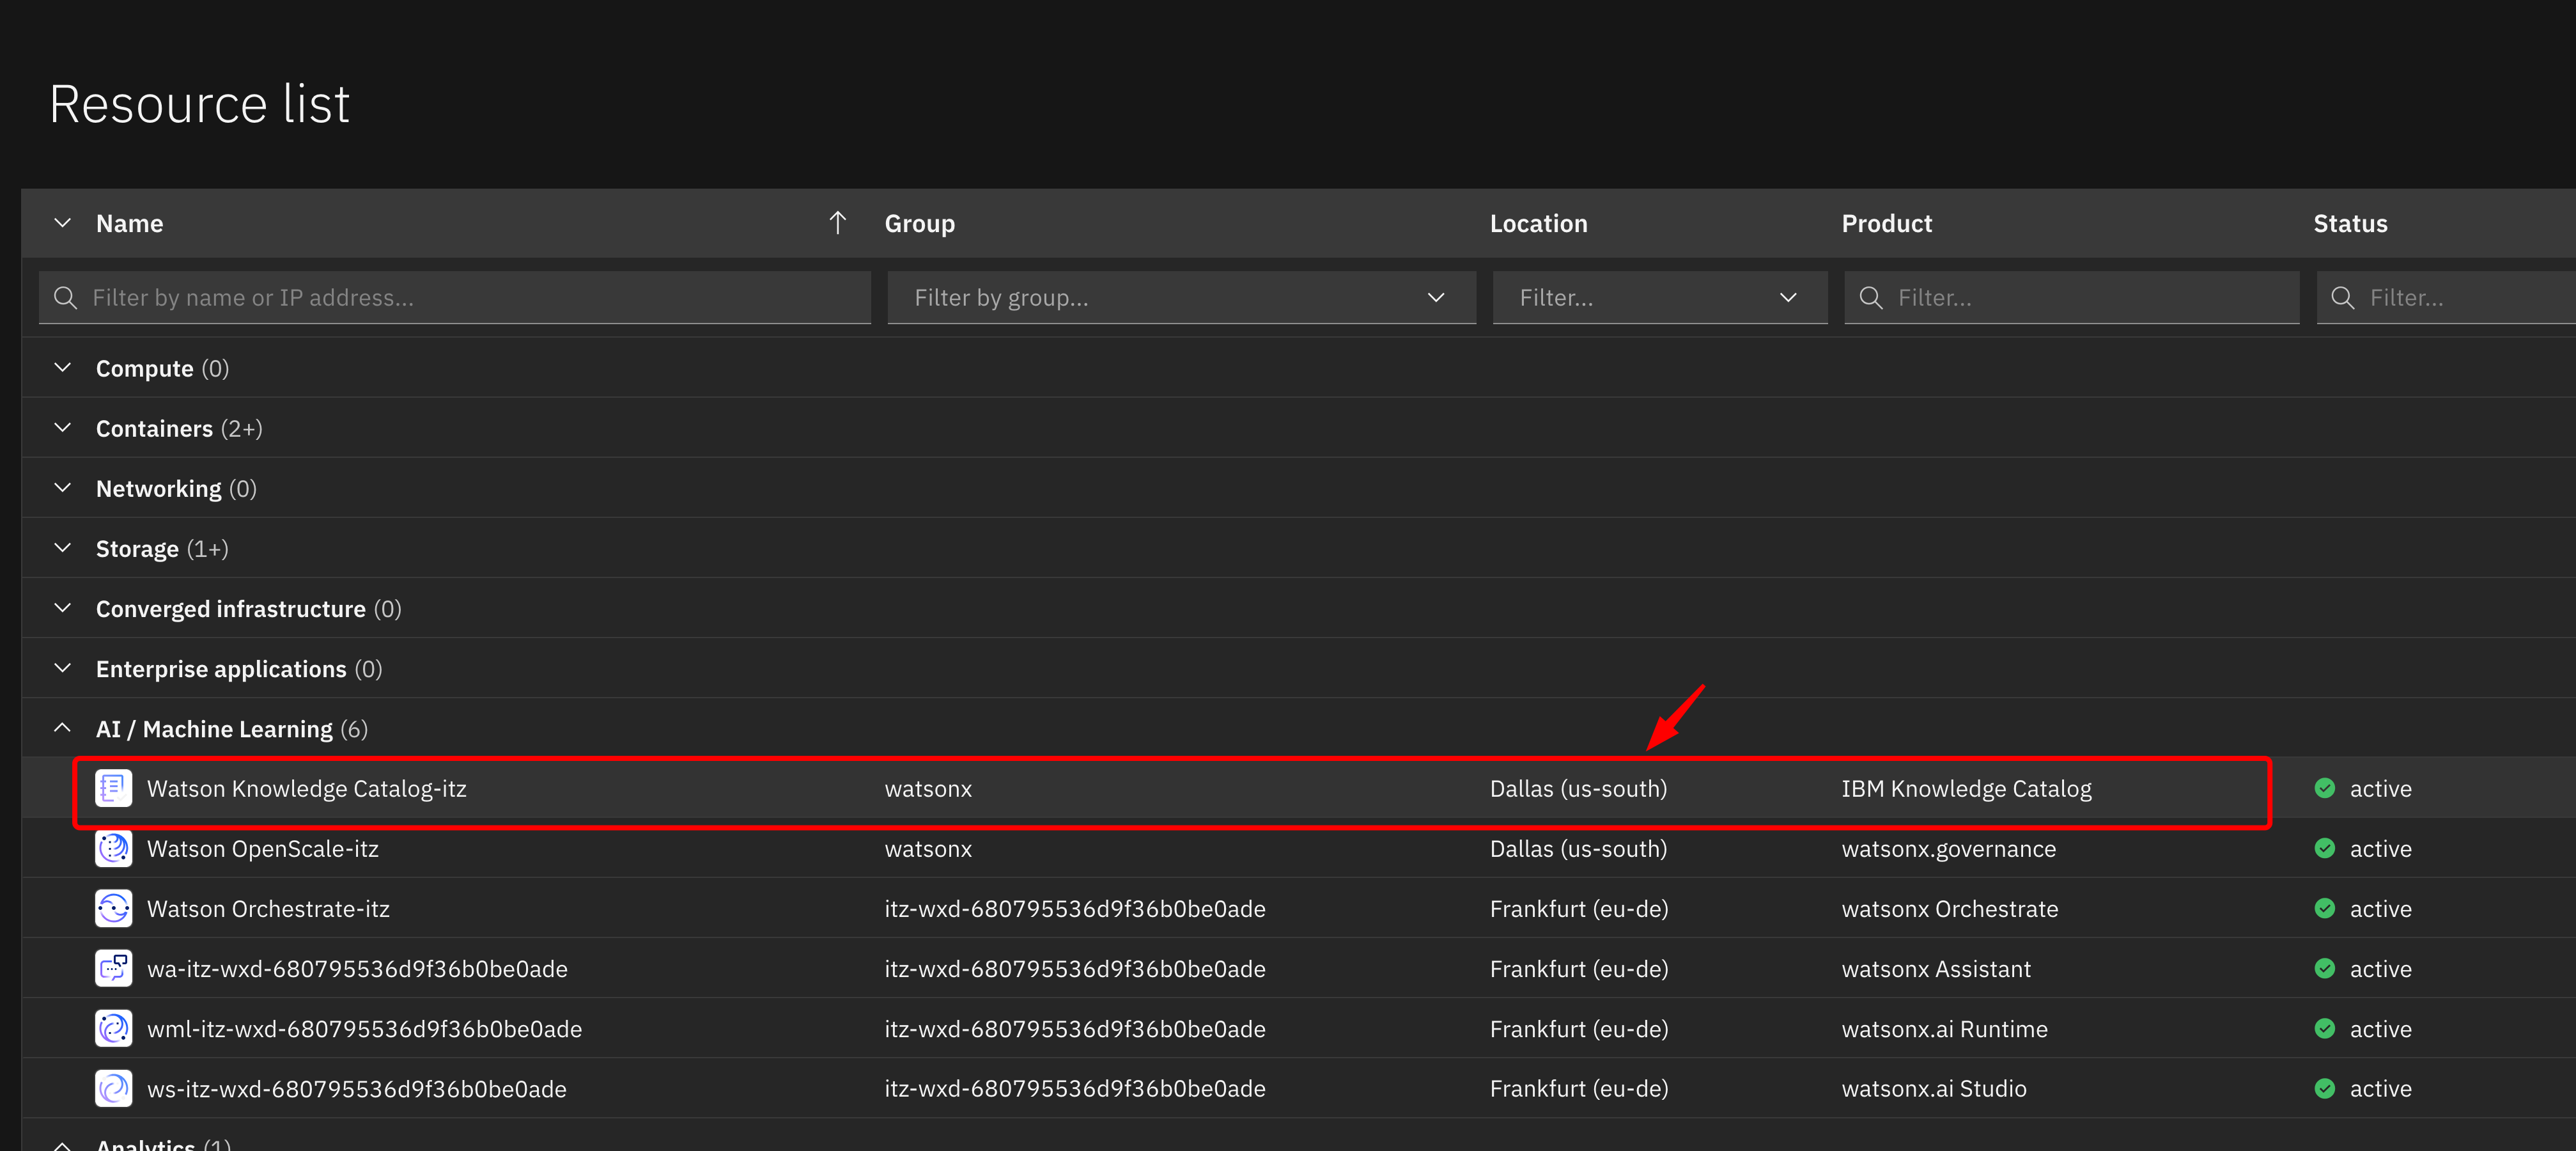 Resource list
Name Group Location Product Status
Filter by name or IP address... Filter by group... Filter... Filter... Filter...
Compute (0)
Containers (2+)
Networking (0)
Storage (1+)
Converged infrastructure (0)
Enterprise applications (0)
AI / Machine Learning (6)
Watson Knowledge Catalog-itz watsonx Dallas (us-south) IBM Knowledge Catalog active
Watson OpenScale-itz watsonx Dallas (us-south) watsonx.governance active
Watson Orchestrate-itz itz-wxd-680795536d9f36b0be0ade Frankfurt (eu-de) watsonx Orchestrate active
wa-itz-wxd-680795536d9f36b0be0ade itz-wxd-680795536d9f36b0be0ade Frankfurt (eu-de) watsonx Assistant active
wml-itz-wxd-680795536d9f36b0be0ade itz-wxd-680795536d9f36b0be0ade Frankfurt (eu-de) watsonx.ai Runtime active
ws-itz-wxd-680795536d9f36b0be0ade itz-wxd-680795536d9f36b0be0ade Frankfurt (eu-de) watsonx.ai Studio active
Analytics (1)